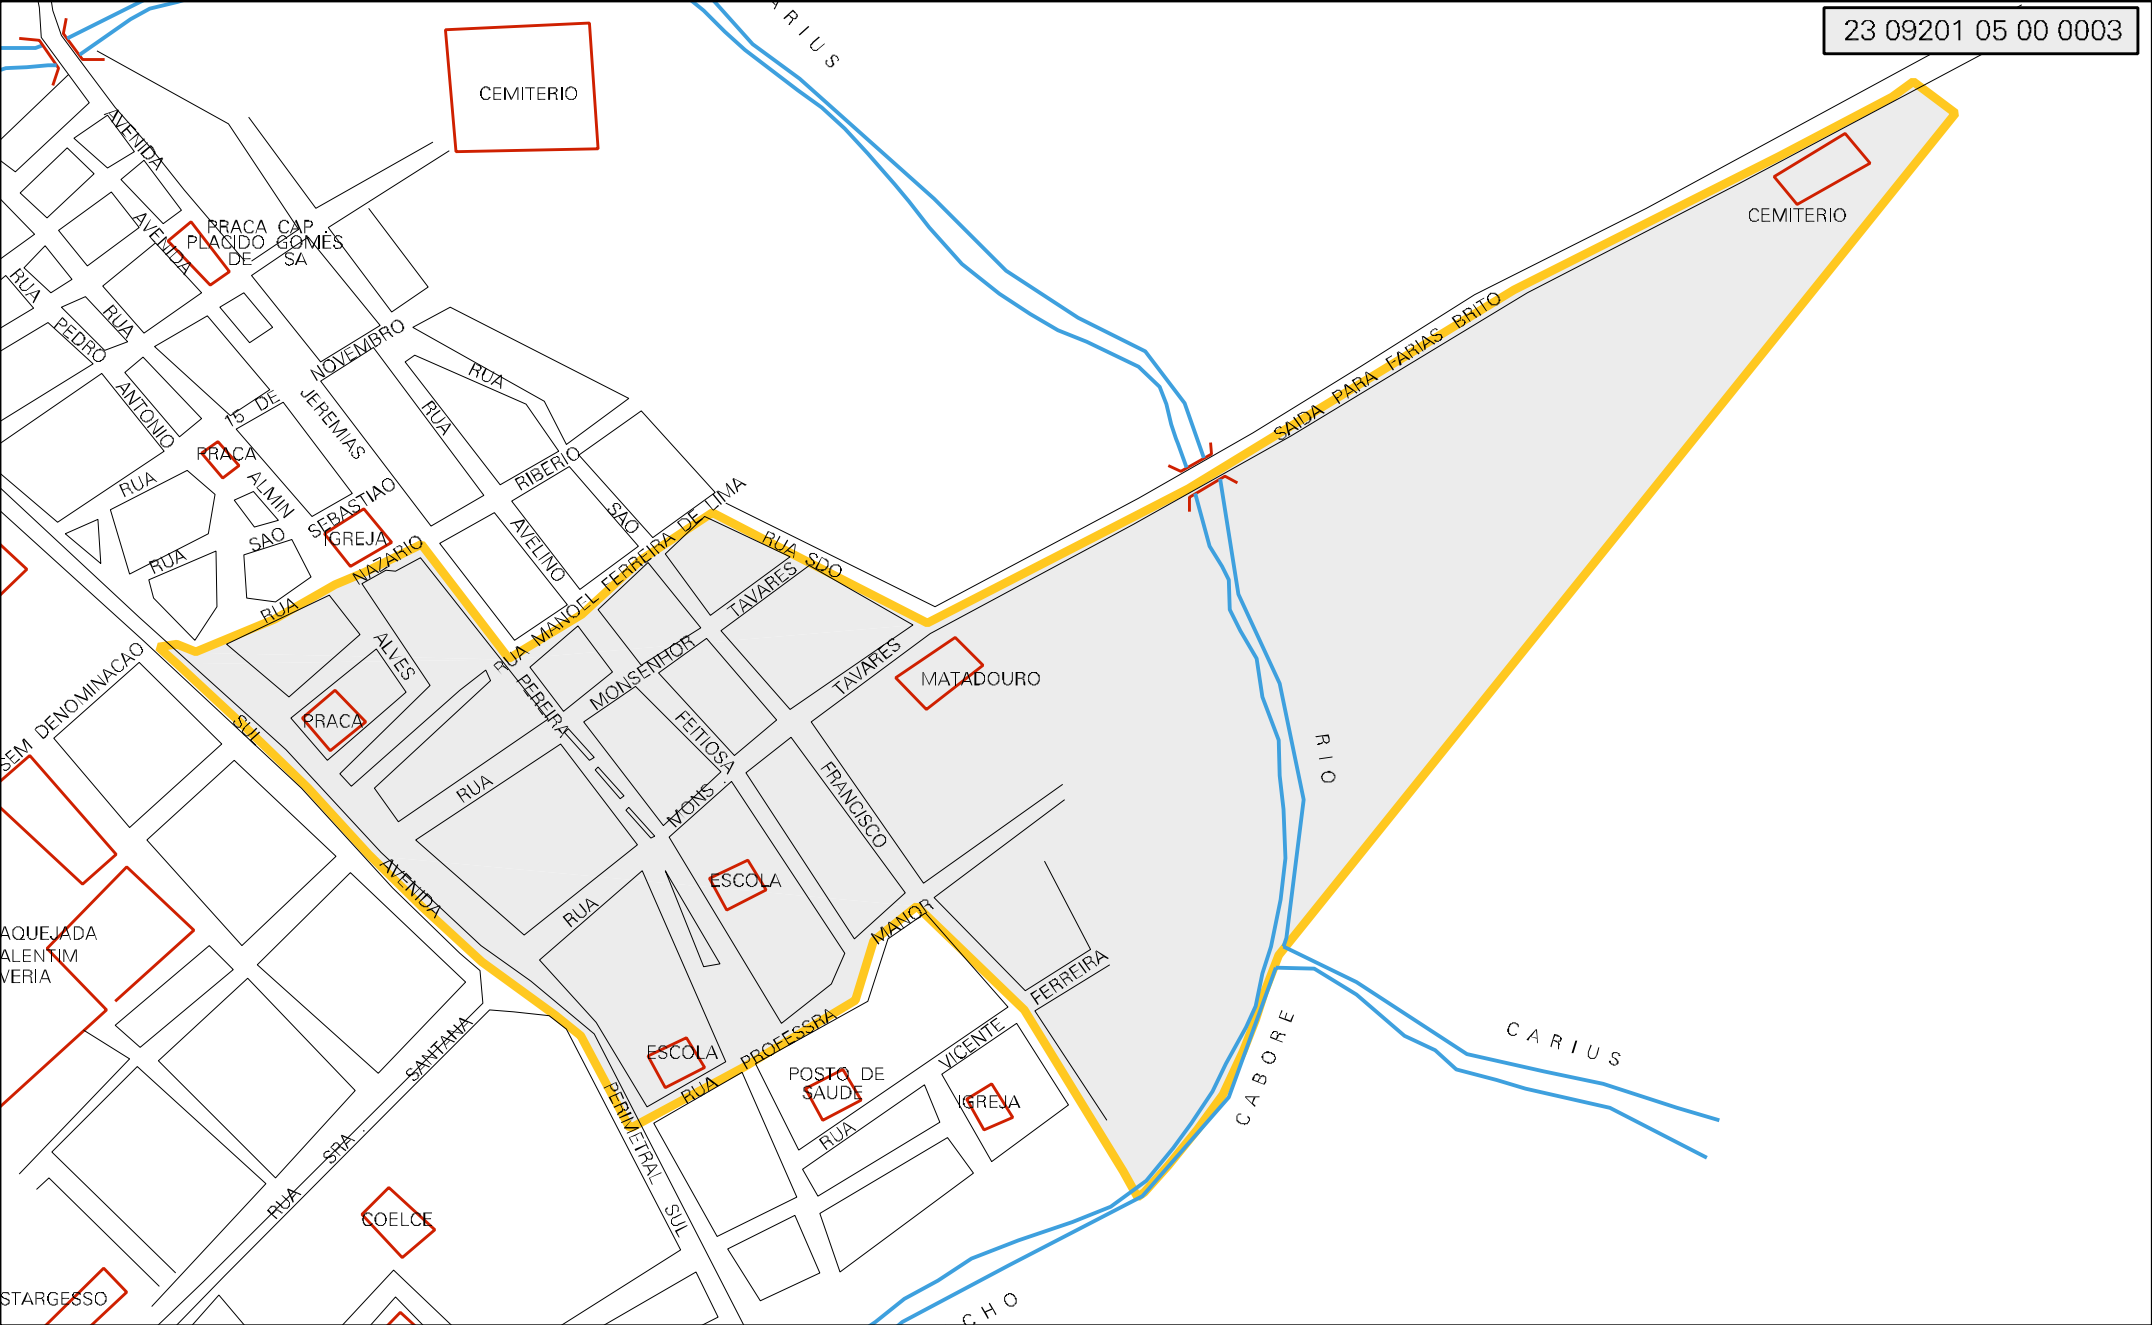 ARIUS
23 09201 05 00 0003
CEMITERIO
AVENIDA
AVENIDA
PRACA CAP.
PLACIDO GOMES
DE SA
CEMITERIO
RUA
RUA
PEDRO
NOVEMBRO
RUA
SAIDA PARA FARIAS BRITO
ANTONIO
15 DE
JEREMIAS
RUA
PRACA
RUA
ALMIN
SEBASTIAO
RIBERIO
SAO
RUA MANOEL FERREIRA DE LIMA
IGREJA
SAO
RUA
NAZARIO
AVELINO
RUA SDO
TAVARES
RUA
ALVES
SEM DENOMINACAO
MONSENHOR
TAVARES
MATADOURO
PRACA
PEREIRA
SUL
FEITIOSA
RIO
RUA
MONS.
FRANCISCO
AVENIDA
ESCOLA
RUA
MANOR
AQUEJADA
ALENTIM
VERIA
FERREIRA
RUA PROFESSRA
ESCOLA
SANTANA
VICENTE
CABORE
CARIUS
POSTO DE
SAUDE
IGREJA
PERIMETRAL SUL
RUA
RUA SRA.
COELCE
STARGESSO
CHO